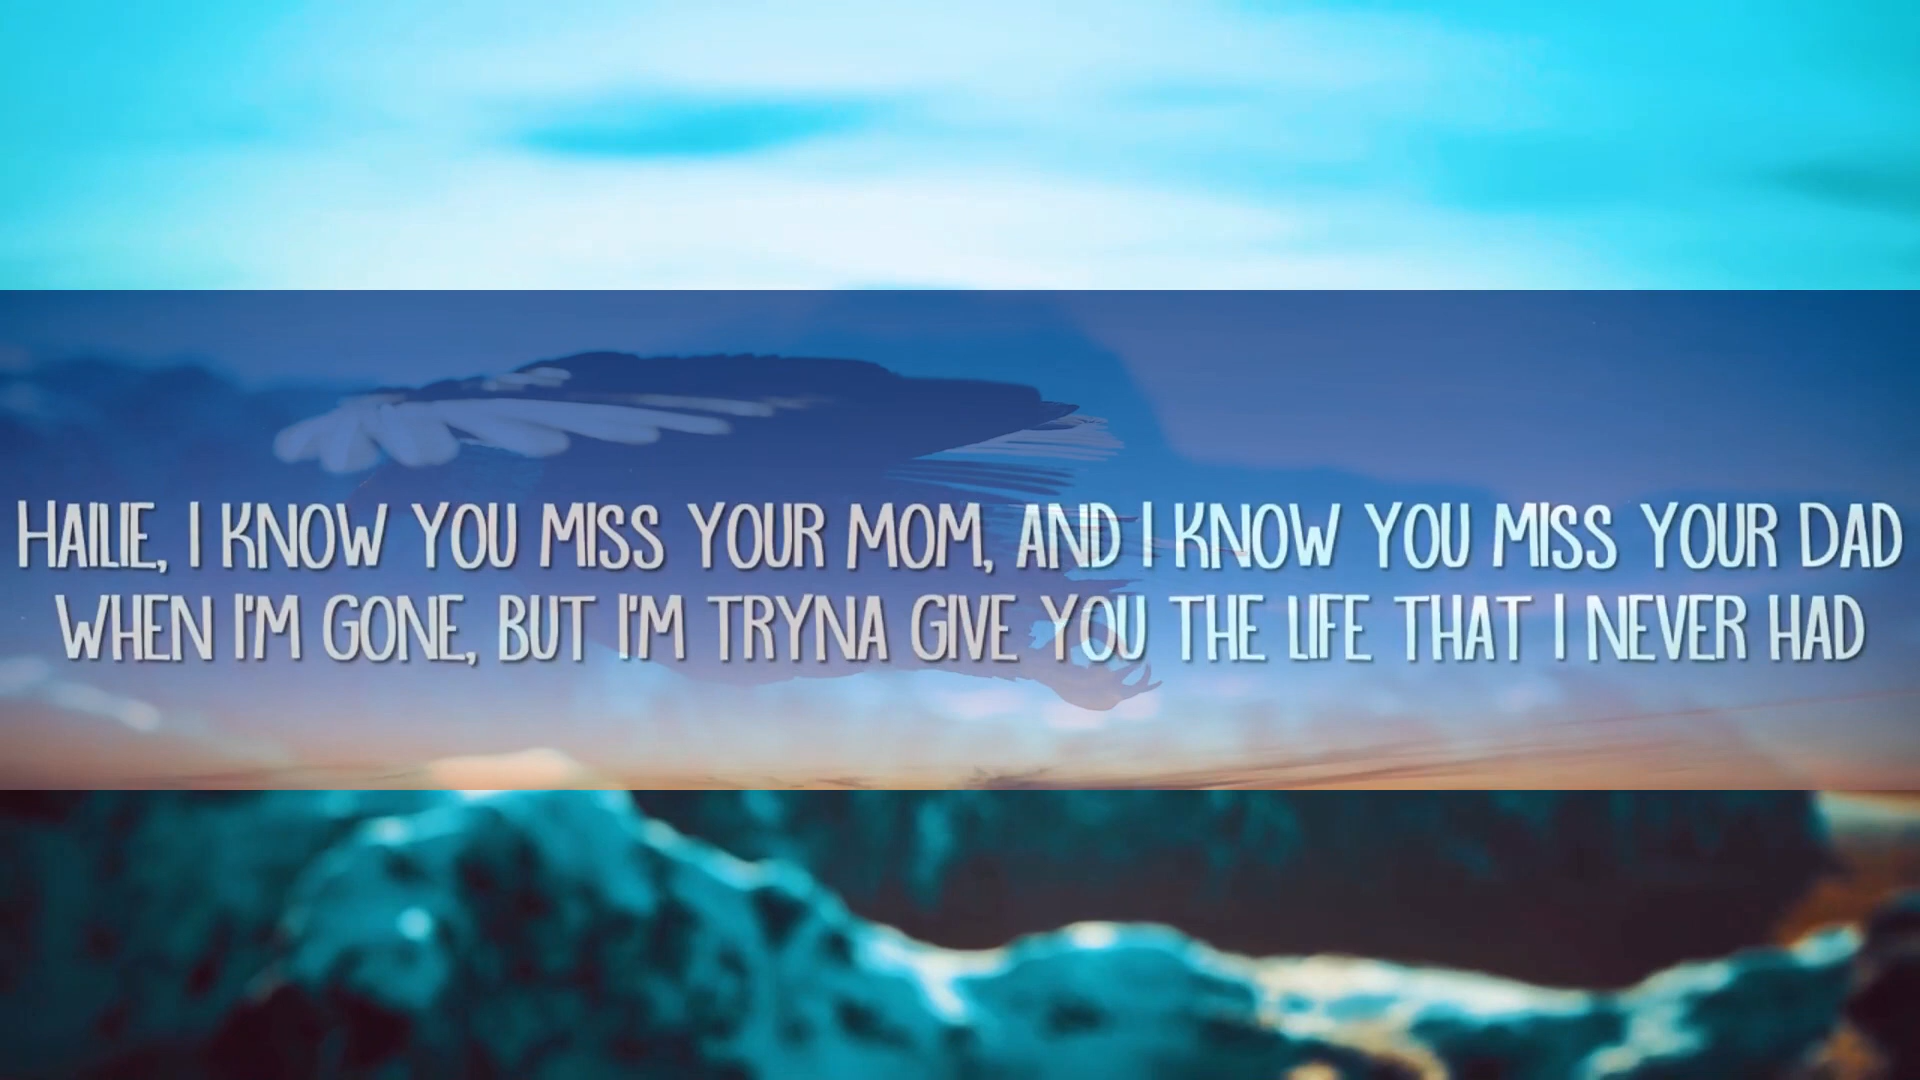 HAILIE, I KNOW YOU MISS YOUR MOM, AND I KNOW YOU MISS YOUR DAD
WHEN I'M GONE, BUT I'M TRYNA GIVE YOU THE LIFE THAT I NEVER HAD